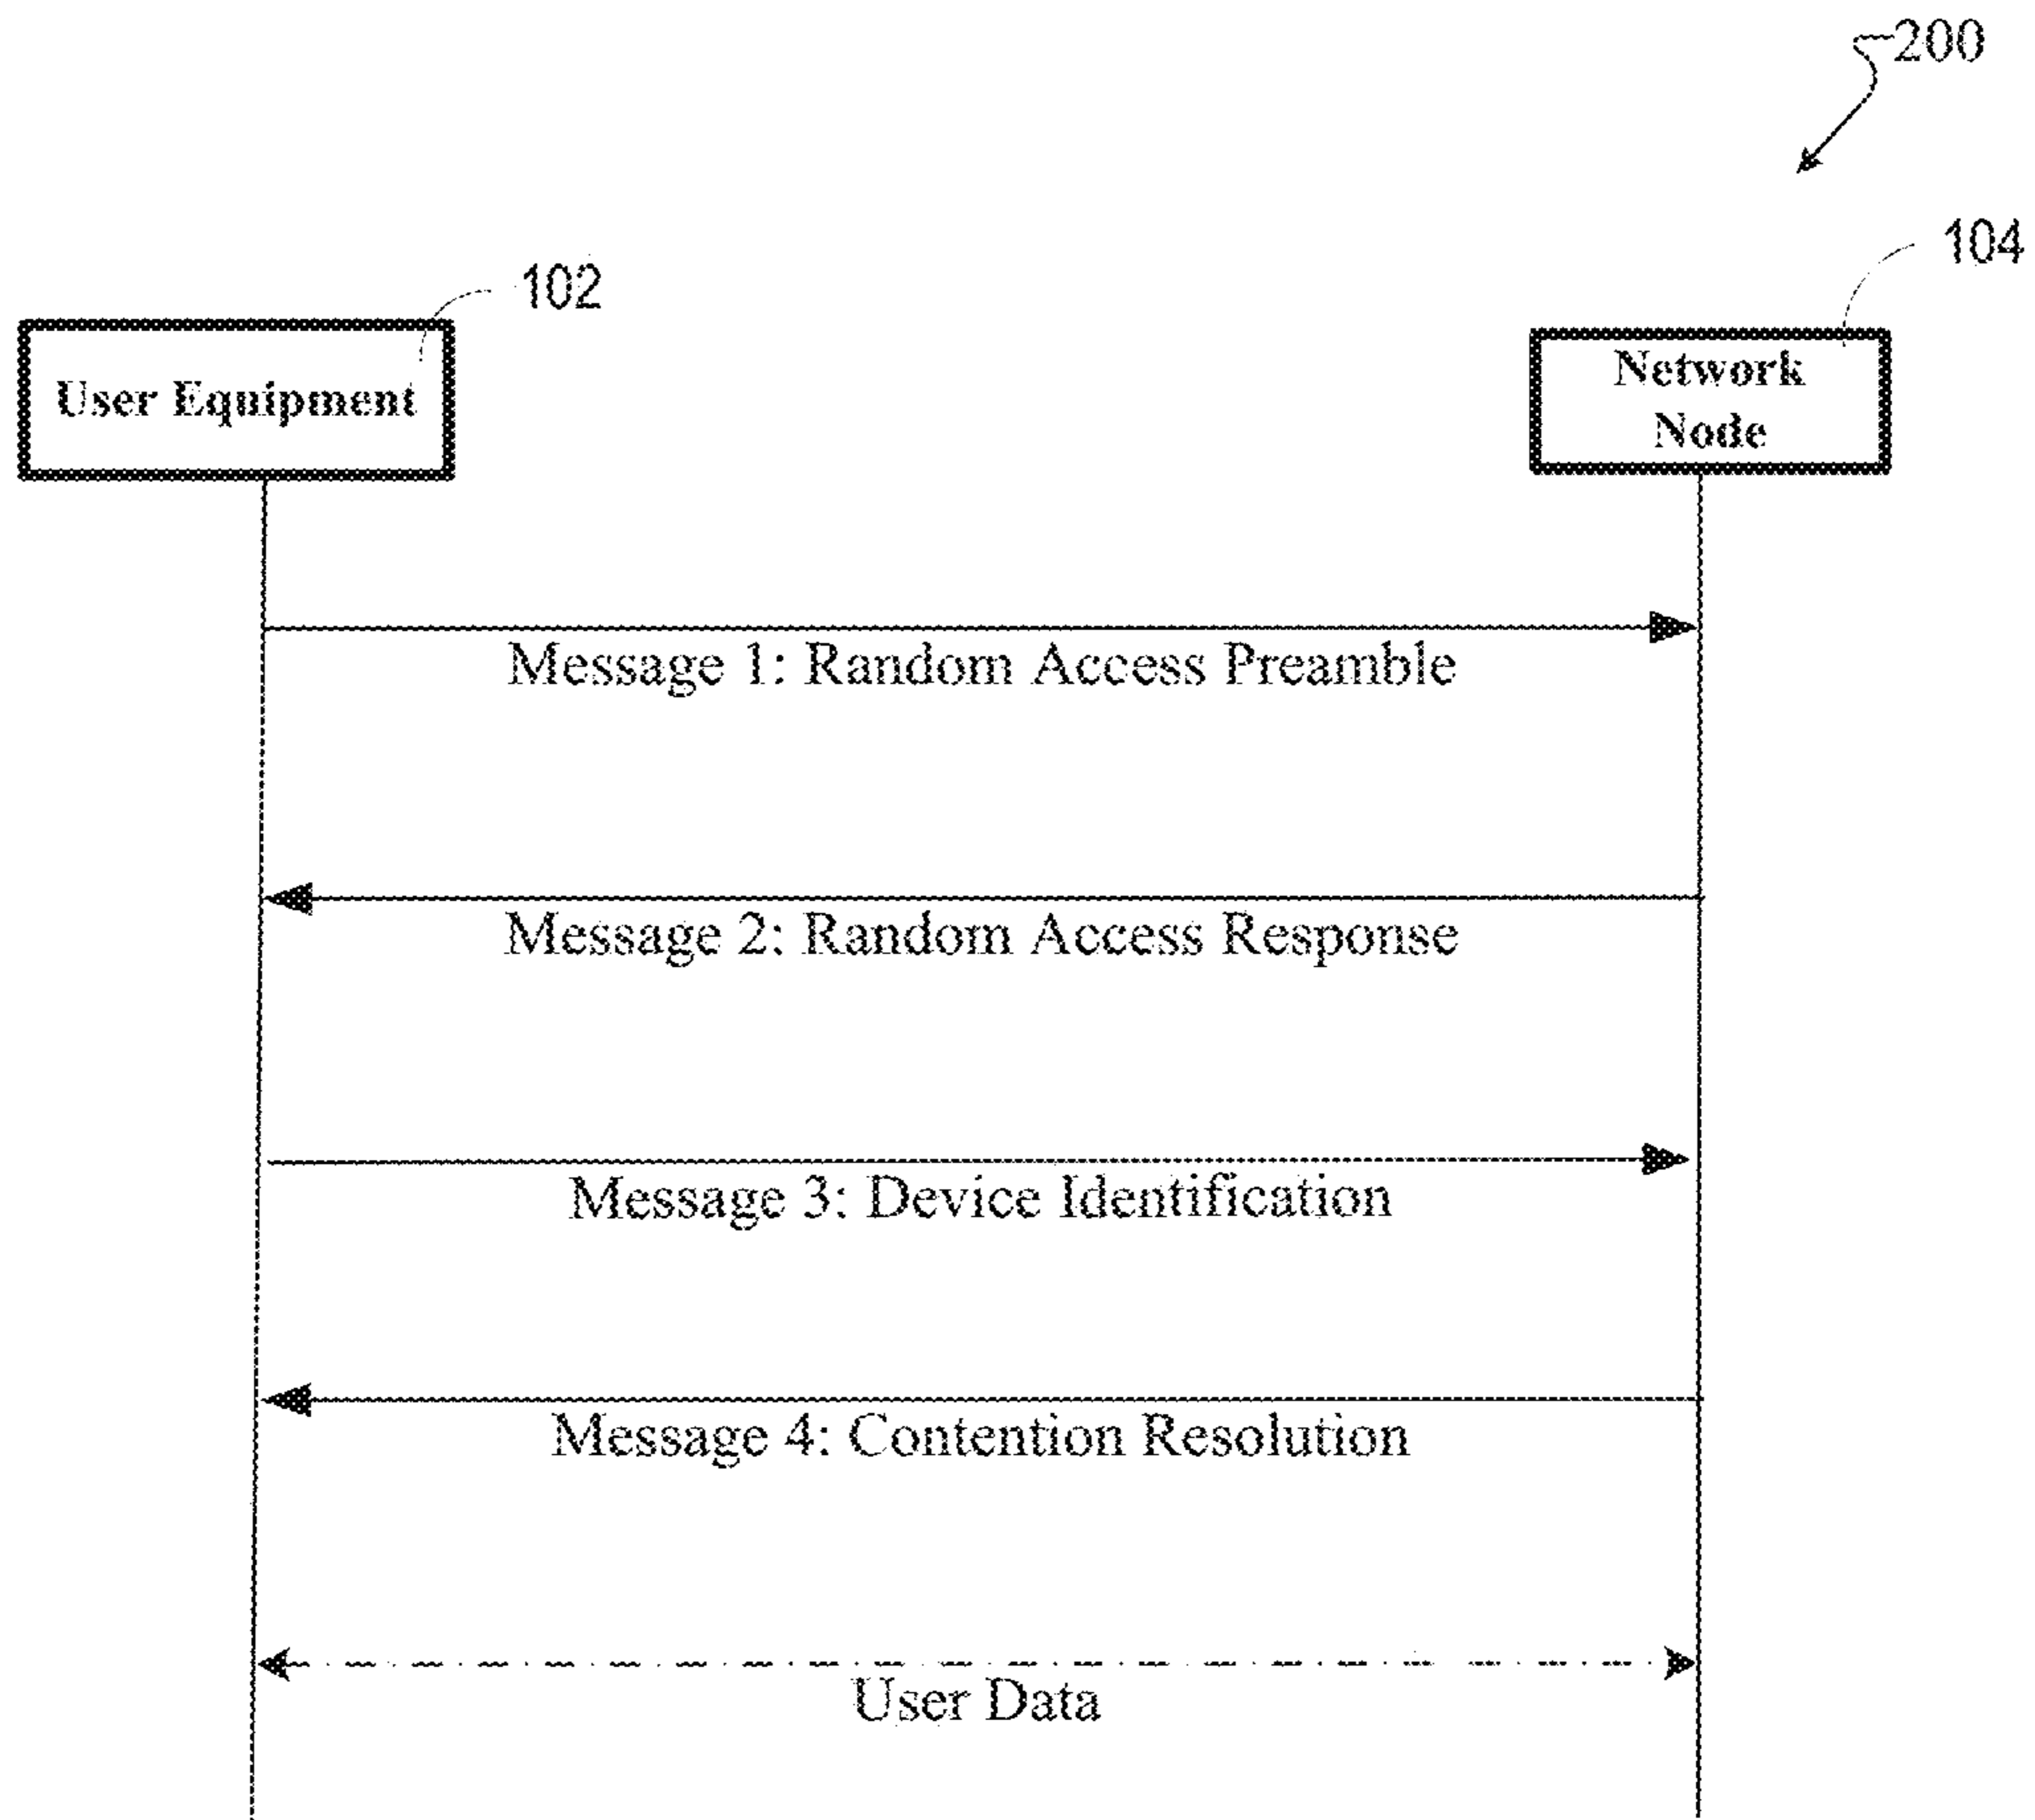 200
104
102
User Equipment
Network
Node
Message 1: Random Access Preamble
Message 2: Random Access Response
Message 3: Device Identification
Message 4: Contention Resolution
User Data